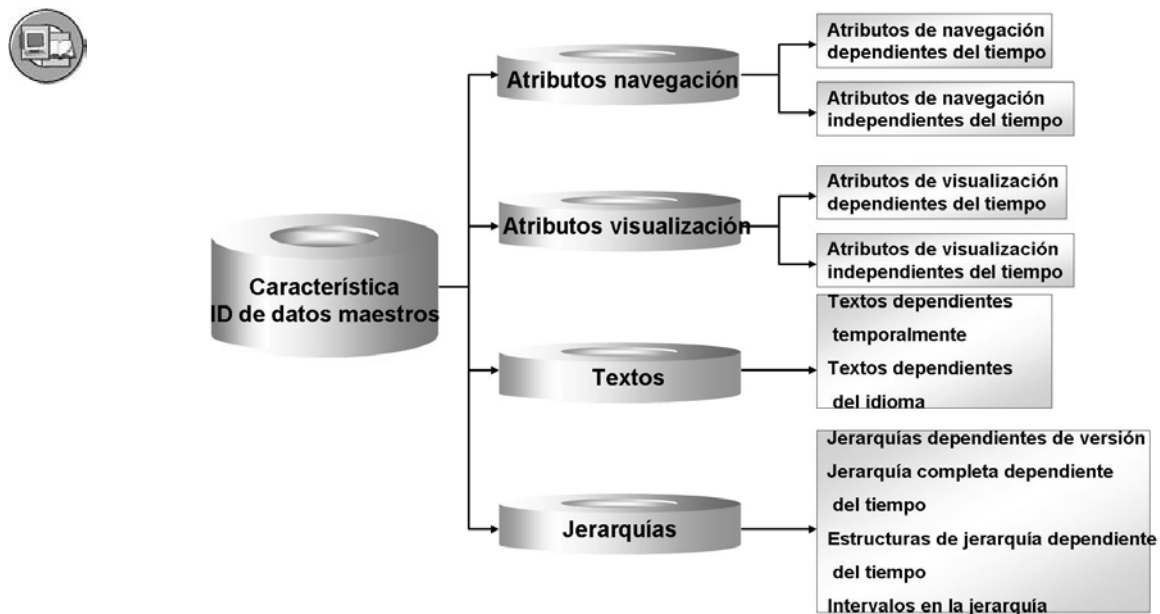 Atributos navegación
Atributos de navegación
dependientes del tiempo
Atributos de navegación
independientes del tiempo
Atributos visualización
Atributos de visualización
dependientes del tiempo
Atributos de visualización
independientes del tiempo
Característica
ID de datos maestros
Textos
Textos dependientes
temporalmente
Textos dependientes
del idioma
Jerarquías
Jerarquías dependientes de versión
Jerarquía completa dependiente
del tiempo
Estructuras de jerarquía dependiente
del tiempo
Intervalos en la jerarquía